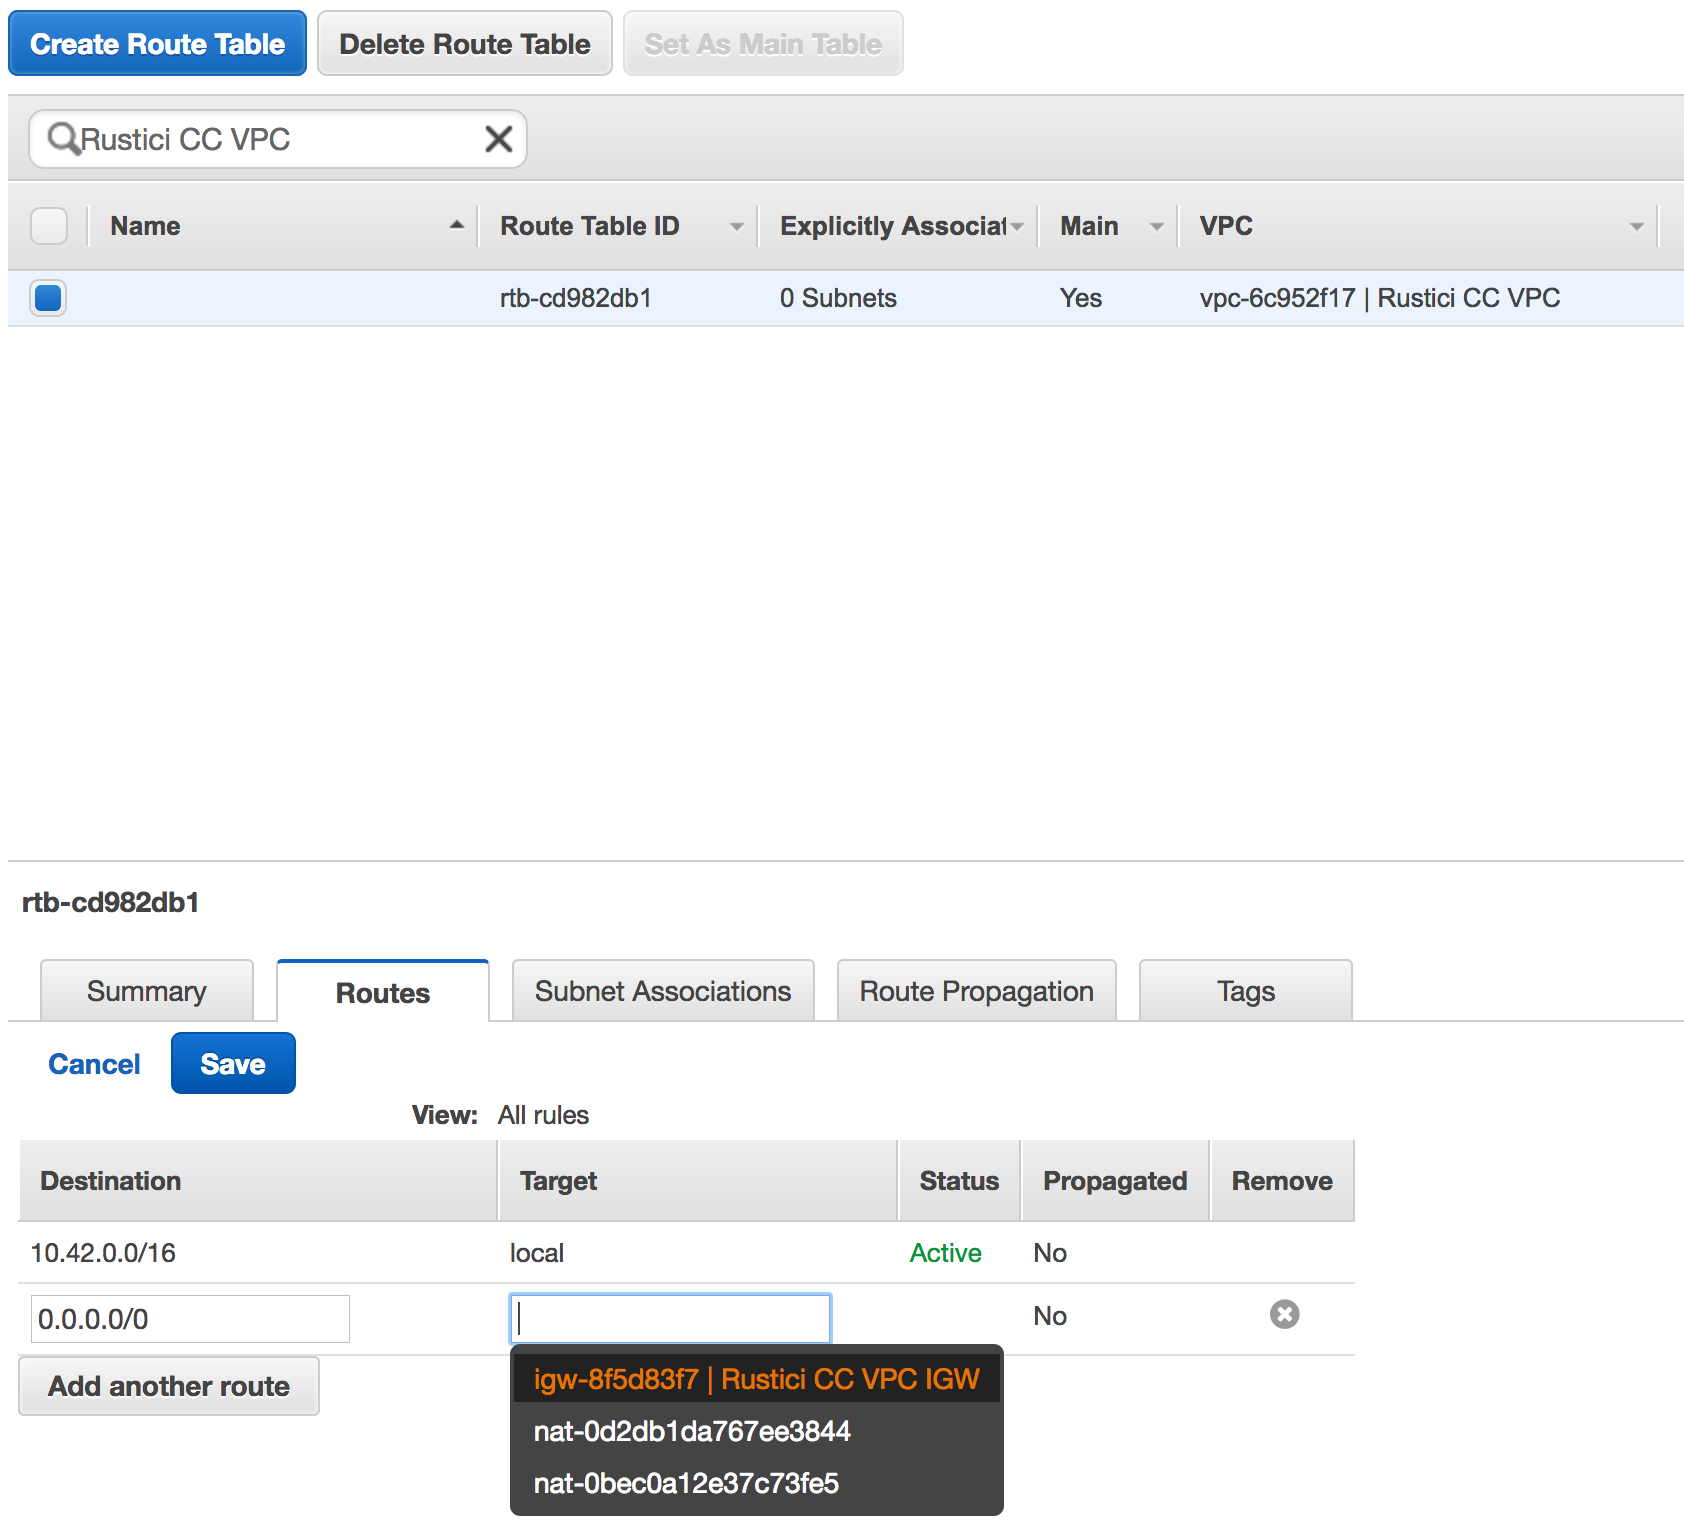 Create Route Table Delete Route Table Set As Main Table
Rustici CC VPC
Name Route Table ID Explicitly Associat Main VPC
rtb-cd982db1 0 Subnets Yes vpc-6c952f17 | Rustici CC VPC
rtb-cd982db1
Summary Routes Subnet Associations Route Propagation Tags
Cancel Save
View: All rules
Destination Target Status Propagated Remove
10.42.0.0/16 local Active No
0.0.0.0/0 No
Add another route
igw-8f5d83f7 | Rustici CC VPC IGW
nat-0d2db1da767ee3844
nat-0bec0a12e37c73fe5